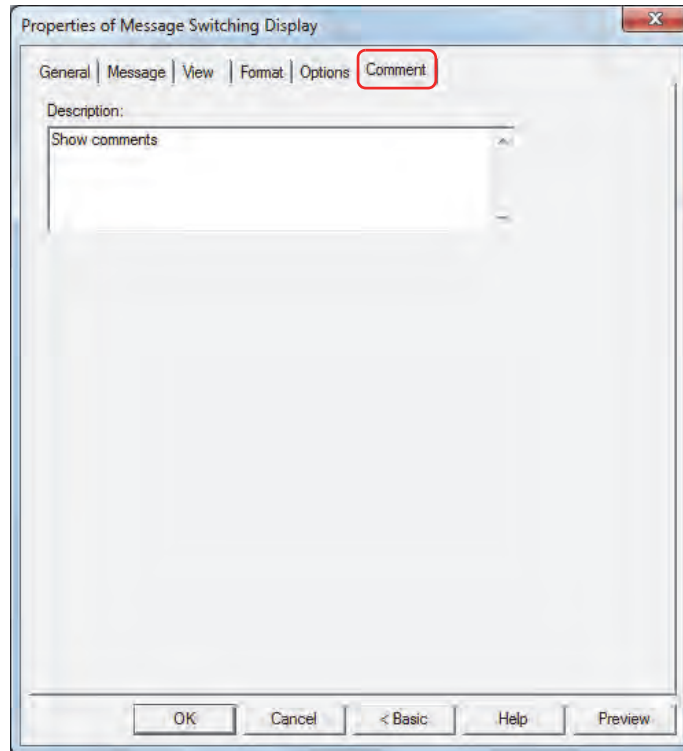 Properties of Message Switching Display
x
General Message View Format Options Comment
Description:
Show comments
OK Cancel < Basic Help Preview